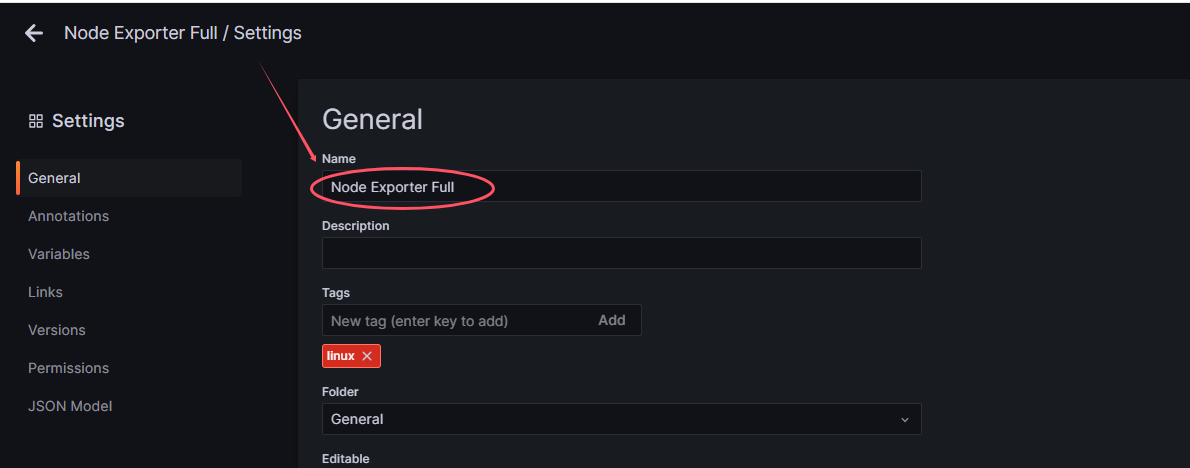 Node Exporter Full / Settings
Settings
General
Annotations
Variables
Links
Versions
Permissions
JSON Model
General
Name
Node Exporter Full
Description
Tags
New tag (enter key to add) Add
linux
Folder
General
Editable